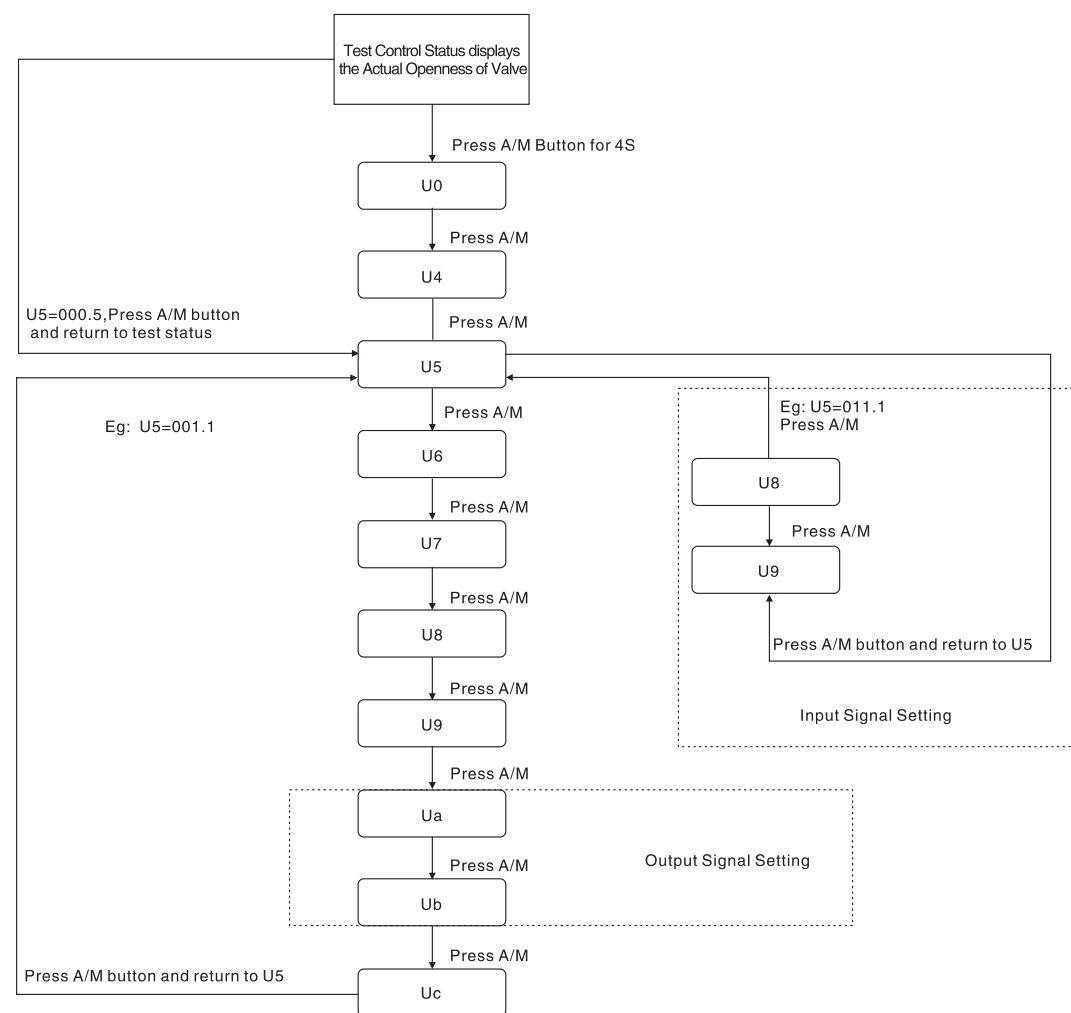 Test Control Status displays
the Actual Openness of Valve
Press A/M Button for 4S
U0
Press A/M
U4
U5=000.5,Press A/M button
and return to test status
Press A/M
U5
Press A/M
Eg: U5=001.1
Eg: U5=011.1
Press A/M
U6
U8
Press A/M
Press A/M
U7
U9
Press A/M
U8
Press A/M button and return to U5
Press A/M
Input Signal Setting
U9
Press A/M
Ua
Output Signal Setting
Press A/M
Ub
Press A/M
Press A/M button and return to U5
Uc